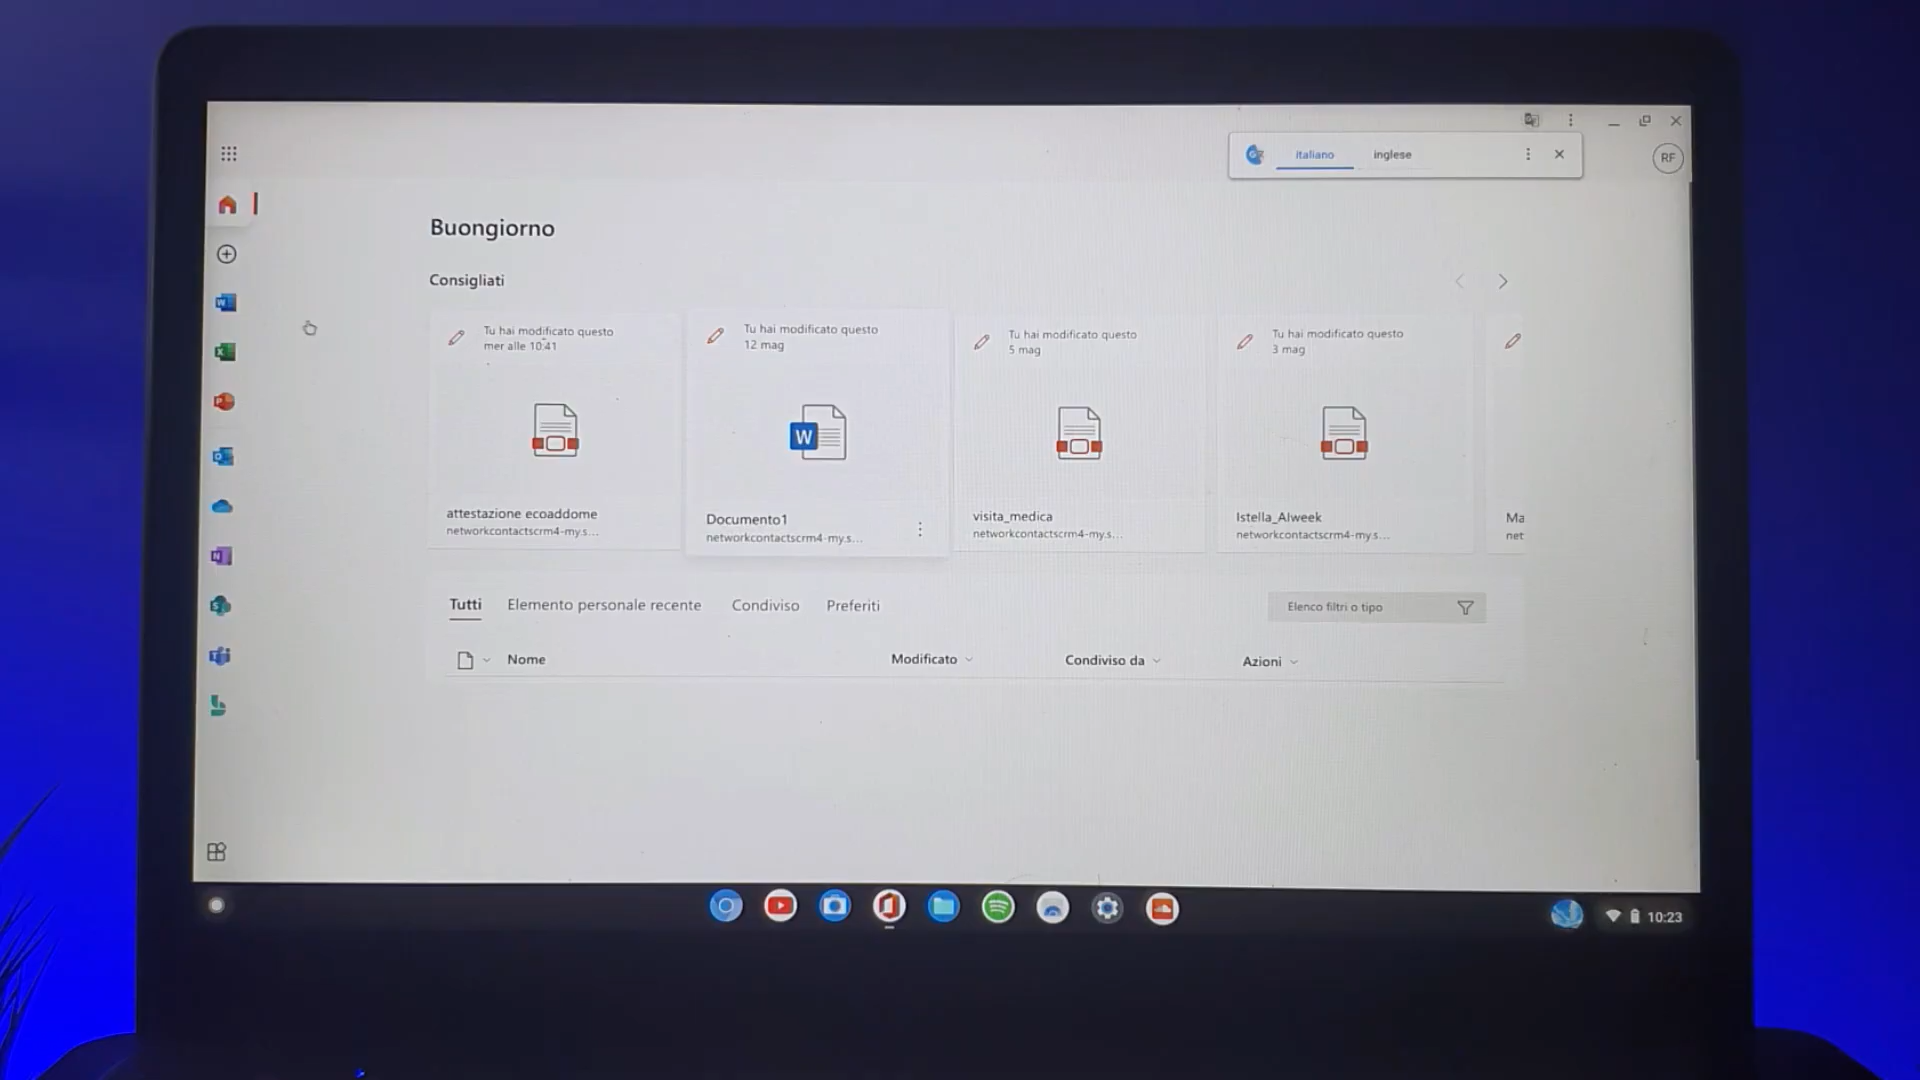 italiano
inglese
RF
Buongiorno
Consigliati
Tu hai modificato questo
mer alle 10:41
Tu hai modificato questo
12 mag
Tu hai modificato questo
5 mag
Tu hai modificato questo
3 mag
W
attestazione ecoaddome
networkcontactscrm4-my.s...
Documento1
networkcontactscrm4-my.s...
visita_medica
networkcontactscrm4-my.s...
Istella_AIweek
networkcontactscrm4-my.s...
Ma
net
Tutti
Elemento personale recente
Condiviso
Preferiti
Elenco filtri o tipo
Nome
Modificato
Condiviso da
Azioni
10:23